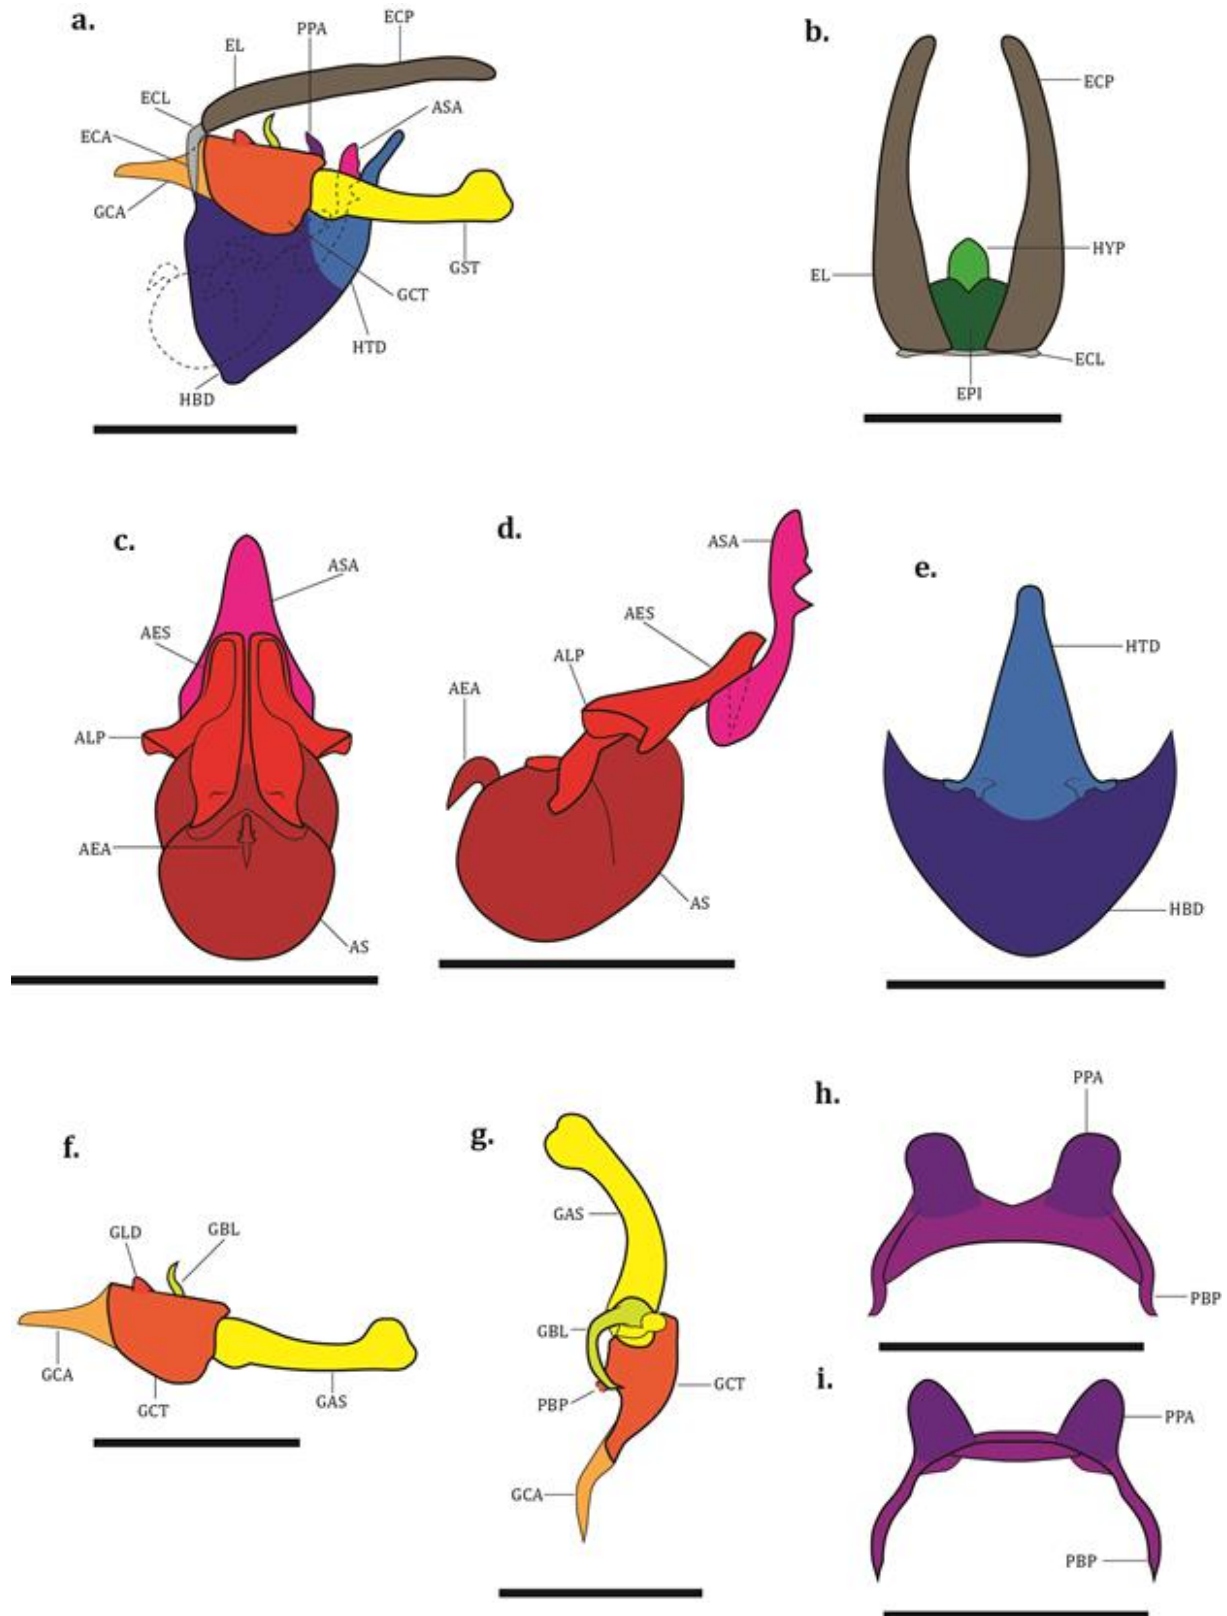 a.
EL
PPA
ECP
ECL
ASA
ECA
GCA
GST
GCT
HTD
HBD
b.
ECP
HYP
EL
ECL
EPI
c.
ASA
AES
ALP
AEA
AS
d.
ASA
AES
ALP
AEA
AS
e.
HTD
HBD
f.
GLD
GBL
GCA
GCT
GAS
g.
GAS
GBL
PBP
GCT
GCA
h.
PPA
PBP
i.
PPA
PBP